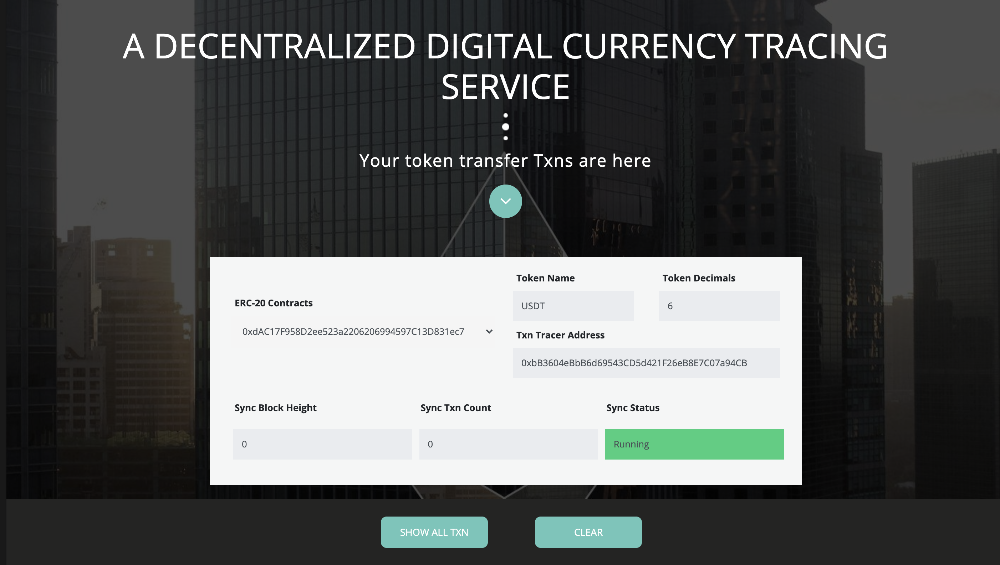 A DECENTRALIZED DIGITAL CURRENCY TRACING
SERVICE
Your token transfer Txns are here
Token Name
Token Decimals
USDT
6
ERC-20 Contracts
0xdAC17F958D2ee523a2206206994597C13D831ec7
Txn Tracer Address
0xbB3604eBbB6d69543CD5d421F26eB8E7C07a94CB
Sync Block Height
Sync Txn Count
Sync Status
0
0
Running
SHOW ALL TXN
CLEAR